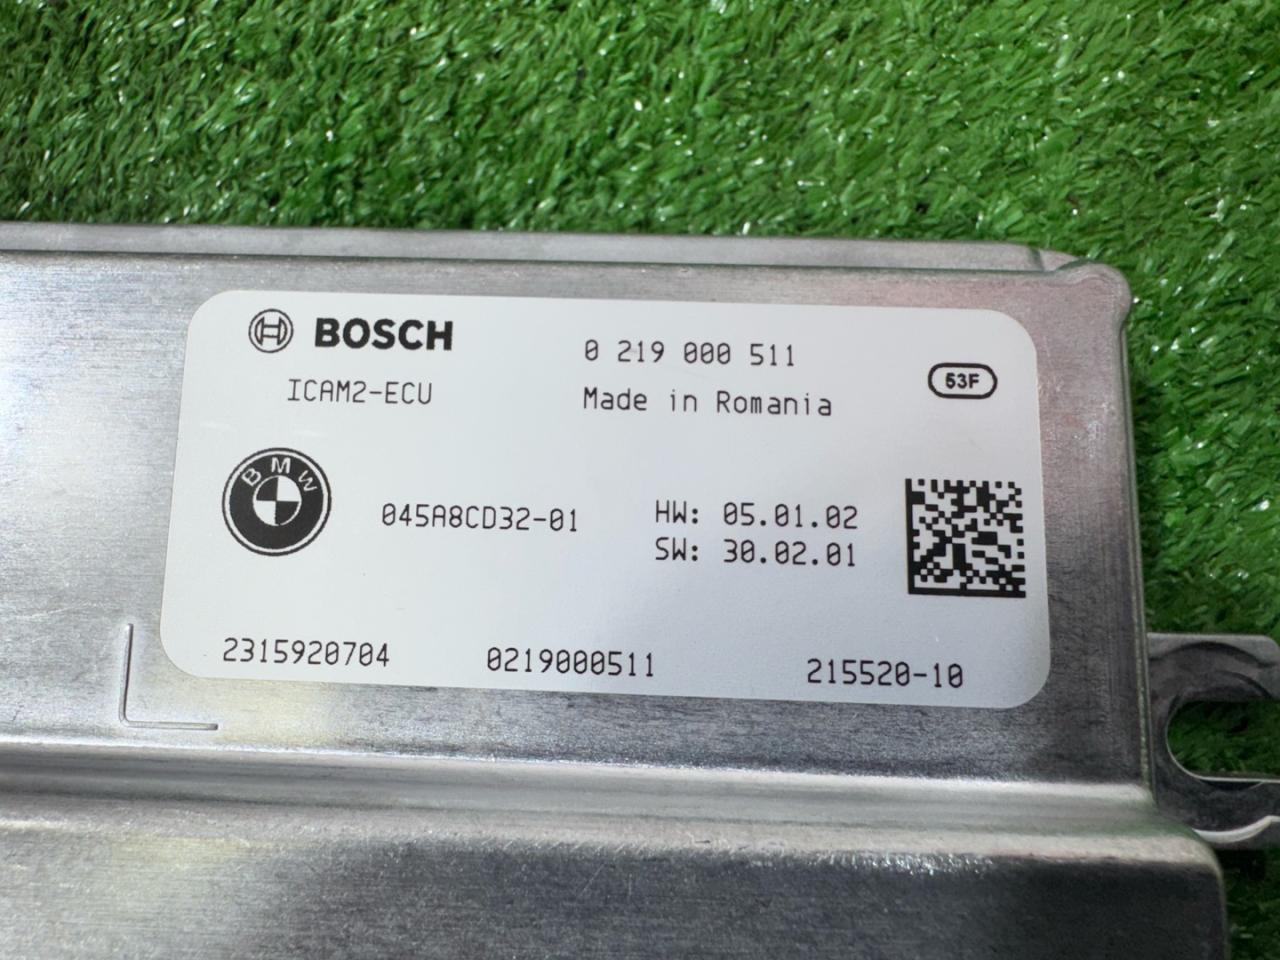 BOSCH
0 219 000 511
ICAM2-ECU
Made in Romania
53F
BMW
045A8CD32-01
HW: 05.01.02
SW: 30.02.01
2315920704
0219000511
215520-10